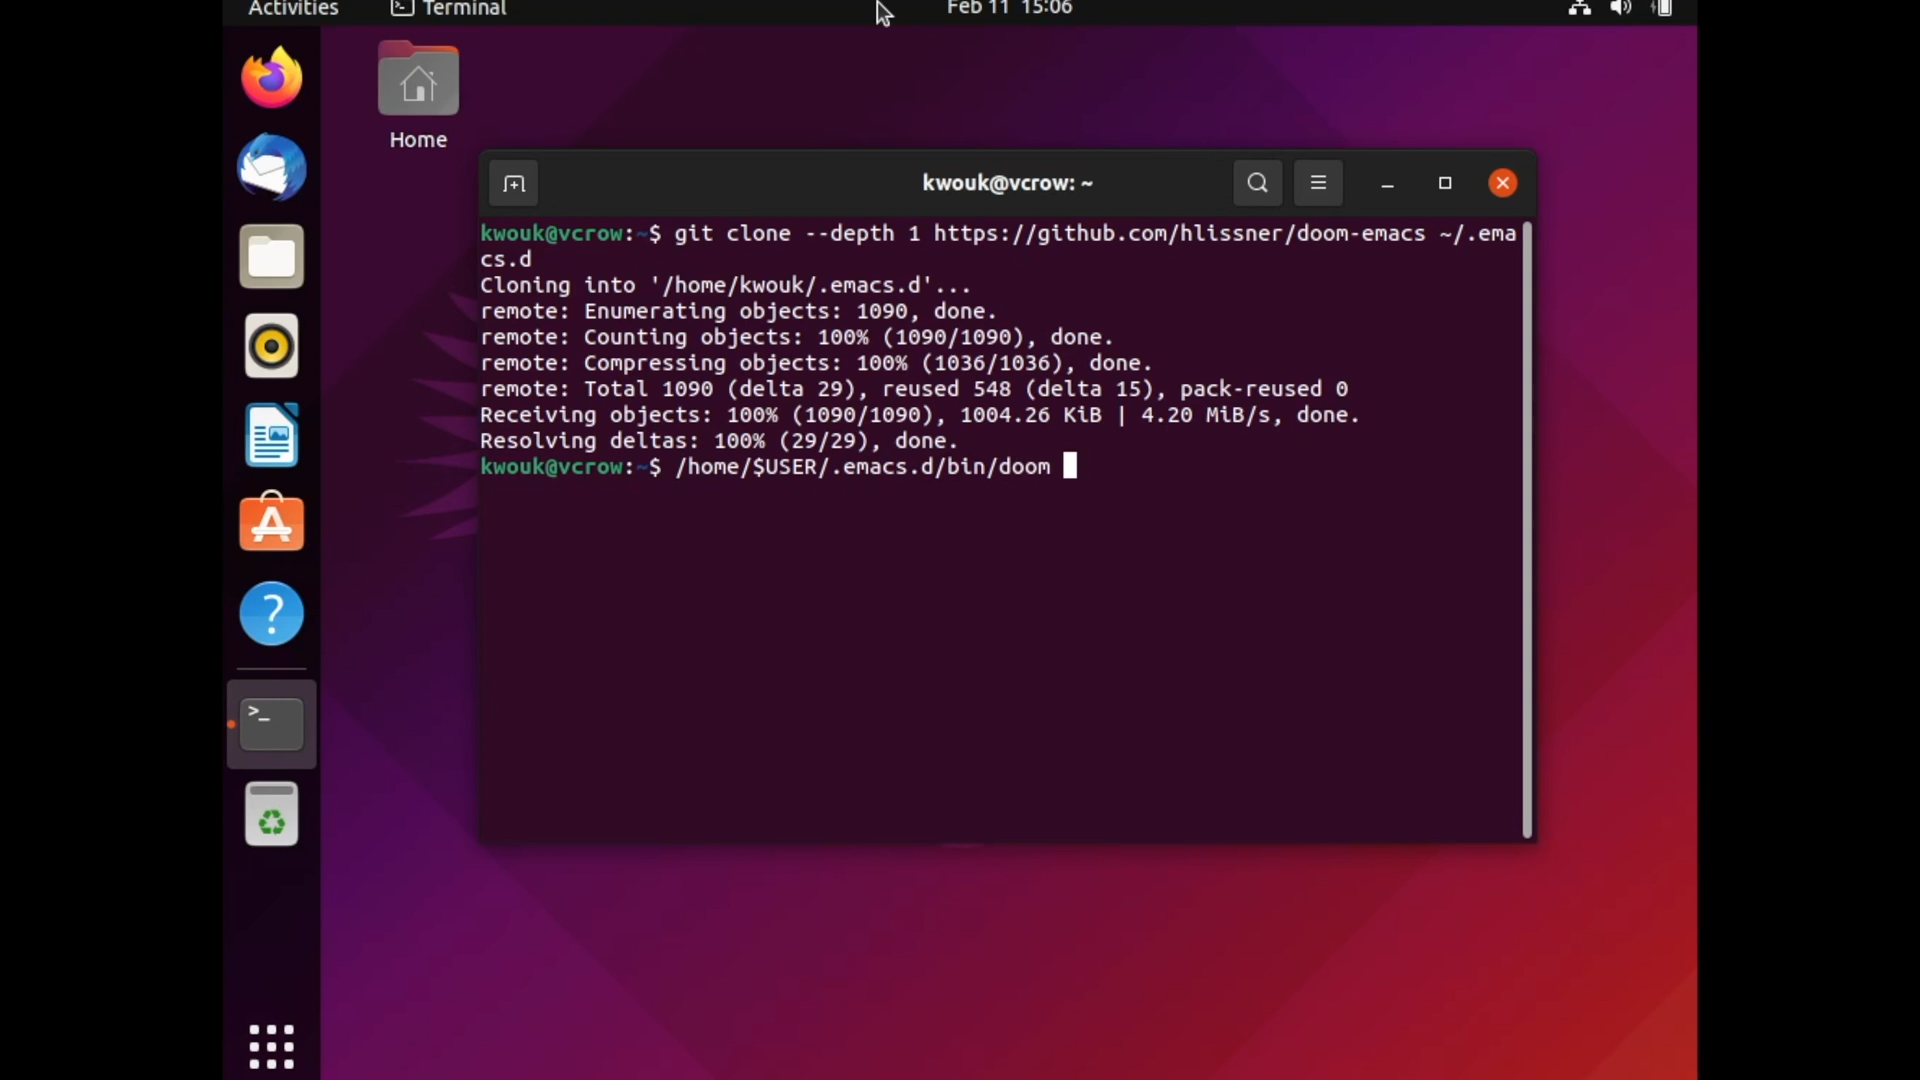 Activities
Terminal
Feb 11 15:06
Home
kwouk@vcrow: ~
kwouk@vcrow:~$ git clone --depth 1 https://github.com/hlissner/doom-emacs ~/.ema
cs.d
Cloning into '/home/kwouk/.emacs.d'...
remote: Enumerating objects: 1090, done.
remote: Counting objects: 100% (1090/1090), done.
remote: Compressing objects: 100% (1036/1036), done.
remote: Total 1090 (delta 29), reused 548 (delta 15), pack-reused 0
Receiving objects: 100% (1090/1090), 1004.26 KiB | 4.20 MiB/s, done.
Resolving deltas: 100% (29/29), done.
kwouk@vcrow:~$ /home/$USER/.emacs.d/bin/doom